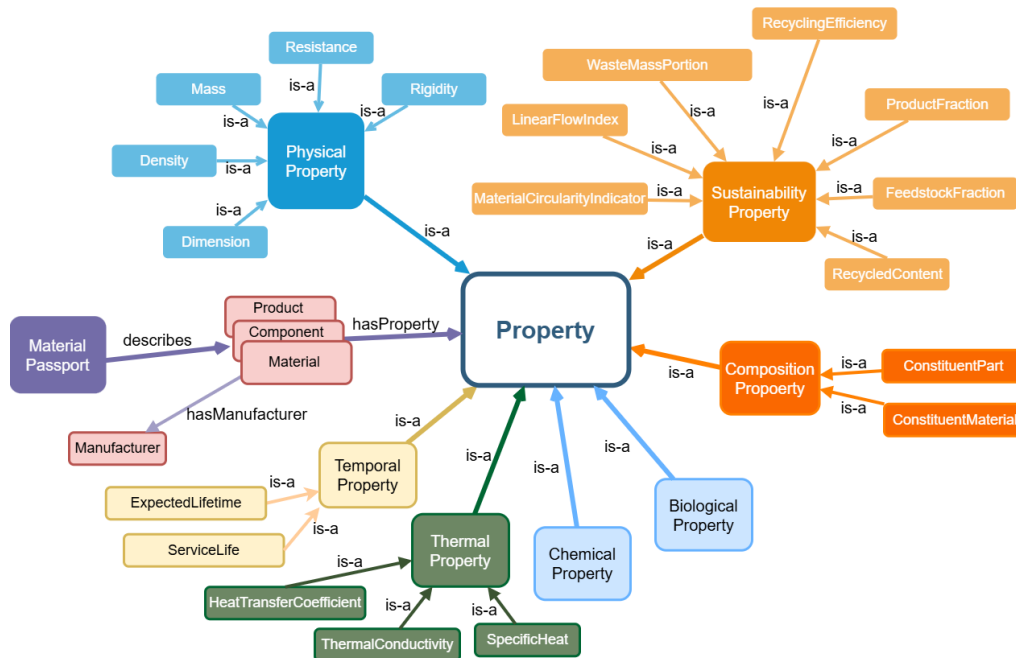 RecyclingEfficiency
Resistance
WasteMassPortion
is-a
Mass
is-a
Rigidity
is-a
is-a
ProductFraction
is-a
is-a
LinearFlowIndex
is-a
Physical
Property
is-a
Density
is-a
is-a
MaterialCircularityIndicator
is-a
Sustainability
Property
is-a
FeedstockFraction
is-a
Dimension
is-a
is-a
is-a
RecycledContent
Product
Component
Material
hasProperty
Property
Material
Passport
describes
Composition
Propoerty
is-a
is-a
ConstituentPart
is-a
ConstituentMaterial
hasManufacturer
Manufacturer
is-a
Temporal
Property
is-a
ExpectedLifetime
is-a
ServiceLife
is-a
is-a
is-a
Biological
Property
Thermal
Property
Chemical
Property
is-a
HeatTransferCoefficient
is-a
is-a
ThermalConductivity
SpecificHeat